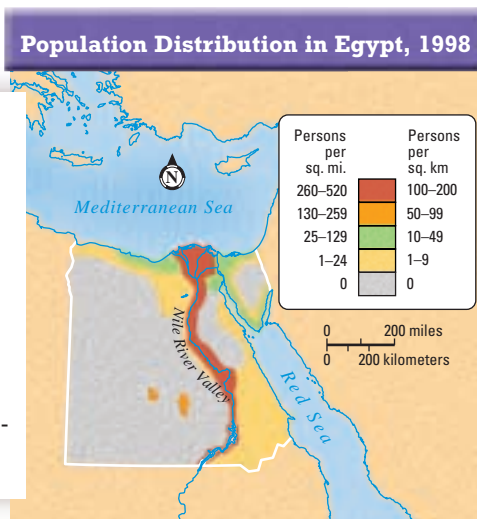 Population Distribution in Egypt, 1998
Persons
per
sq. mi.
Persons
per
sq. km
260–520
100–200
130–259
50–99
25–129
10–49
1–24
1–9
0
0
N
Mediterranean Sea
0
200 miles
0
200 kilometers
Nile River Valley
Red Sea
-